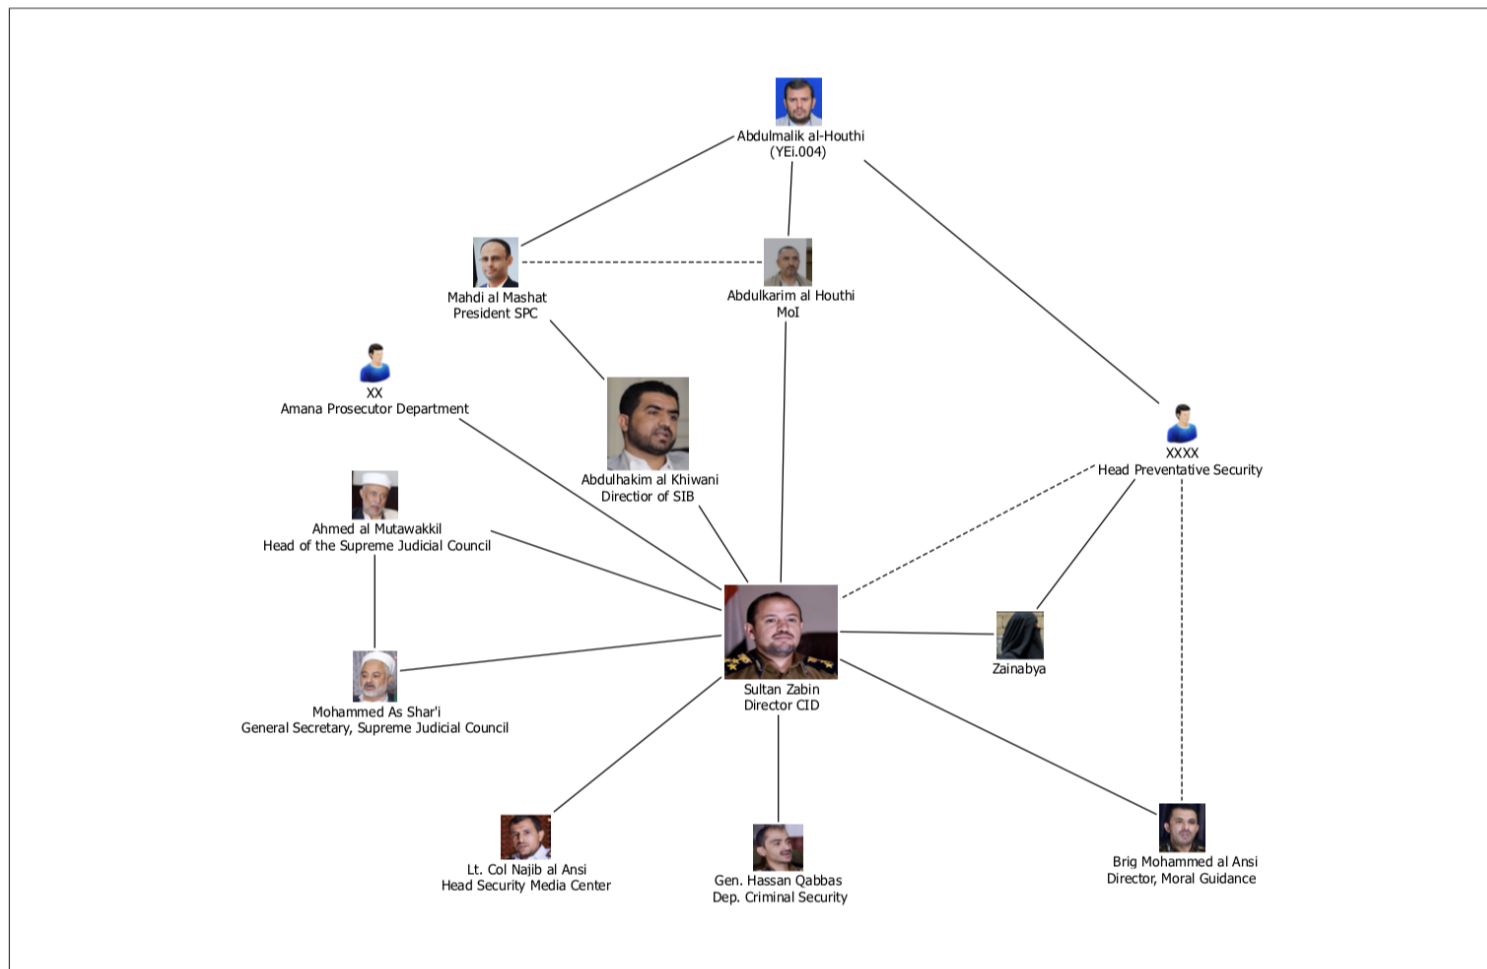 Abdulmalik al-Houthi
(YEi.004)
Mahdi al Mashat
President SPC
Abdulkarim al Houthi
MoI
XX
Amana Prosecutor Department
Abdulhakim al Khiwani
Directior of SIB
XXXX
Head Preventative Security
Ahmed al Mutawakkil
Head of the Supreme Judicial Council
Zainabya
Sultan Zabin
Director CID
Mohammed As Shar'i
General Secretary, Supreme Judicial Council
Lt. Col Najib al Ansi
Head Security Media Center
Gen. Hassan Qabbas
Dep. Criminal Security
Brig Mohammed al Ansi
Director, Moral Guidance